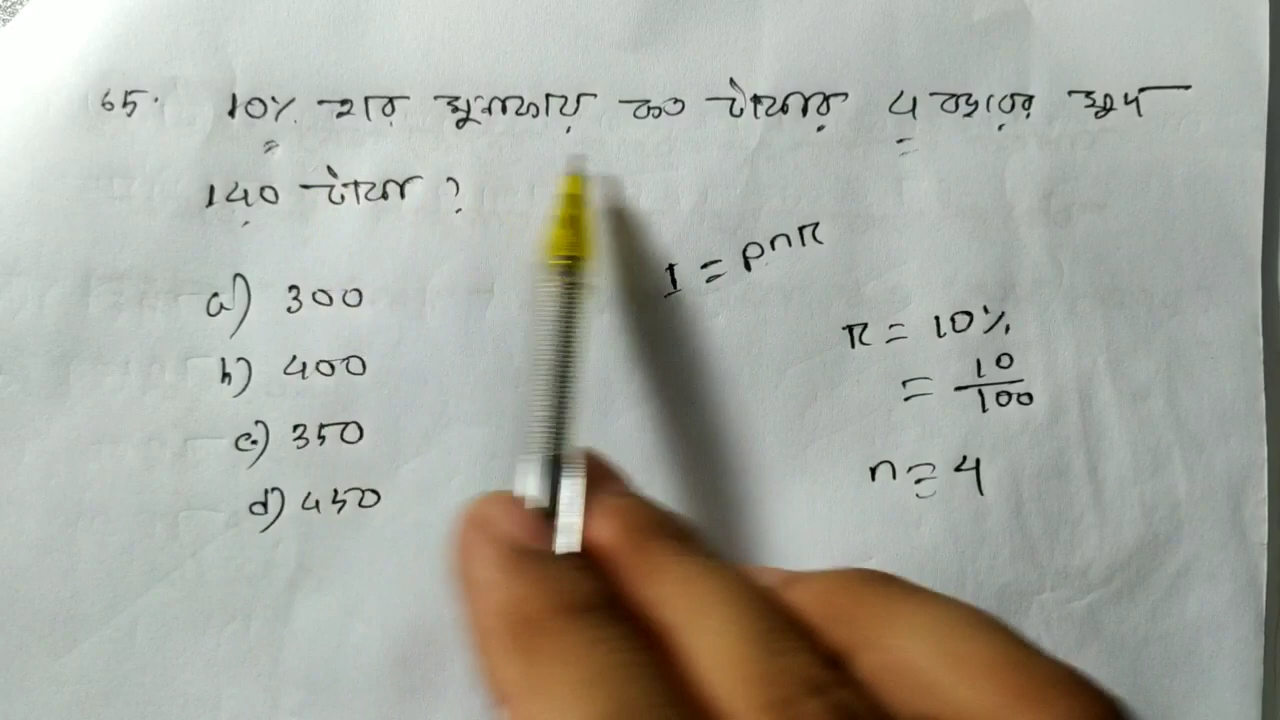 65. 10% হার মুনাফায় কত টাকার 4 বছরের সুদ
140 টাকা ?
a) 300
b) 400
c) 350
d) 450
I = Pnr
r = 10%
= 10/100
n = 4